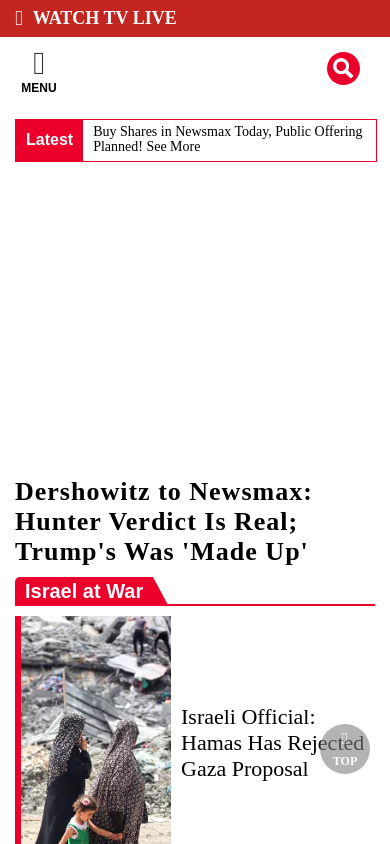 WATCH TV LIVE
MENU
Latest
Buy Shares in Newsmax Today, Public Offering
Planned! See More
Dershowitz to Newsmax:
Hunter Verdict Is Real;
Trump's Was 'Made Up'
Israel at War
Israeli Official:
Hamas Has Rejected
Gaza Proposal
TOP